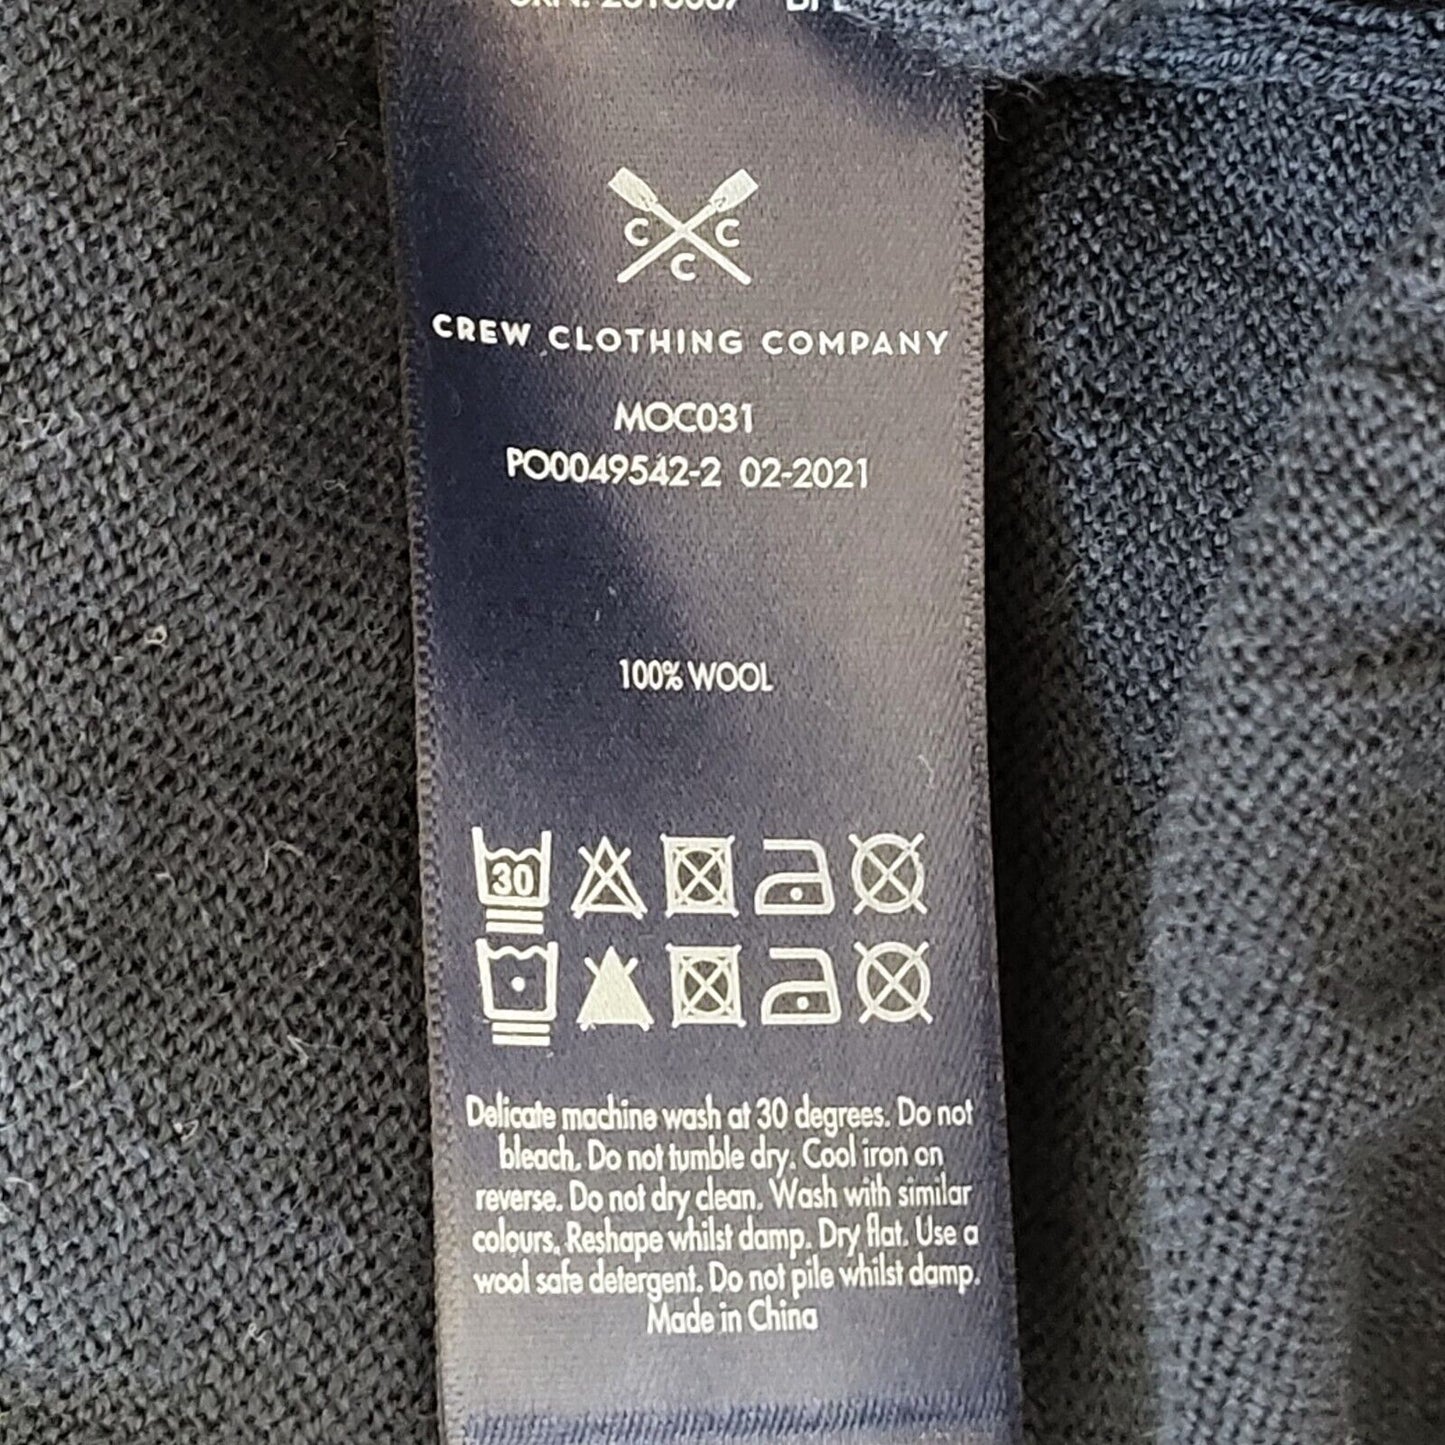 C C
C
CREW CLOTHING COMPANY
MOC031
PO0049542-2 02-2021
100% WOOL
30
Delicate machine wash at 30 degrees. Do not
bleach. Do not tumble dry. Cool iron on
reverse. Do not dry clean. Wash with similar
colours. Reshape whilst damp. Dry flat. Use a
wool safe detergent. Do not pile whilst damp.
Made in China